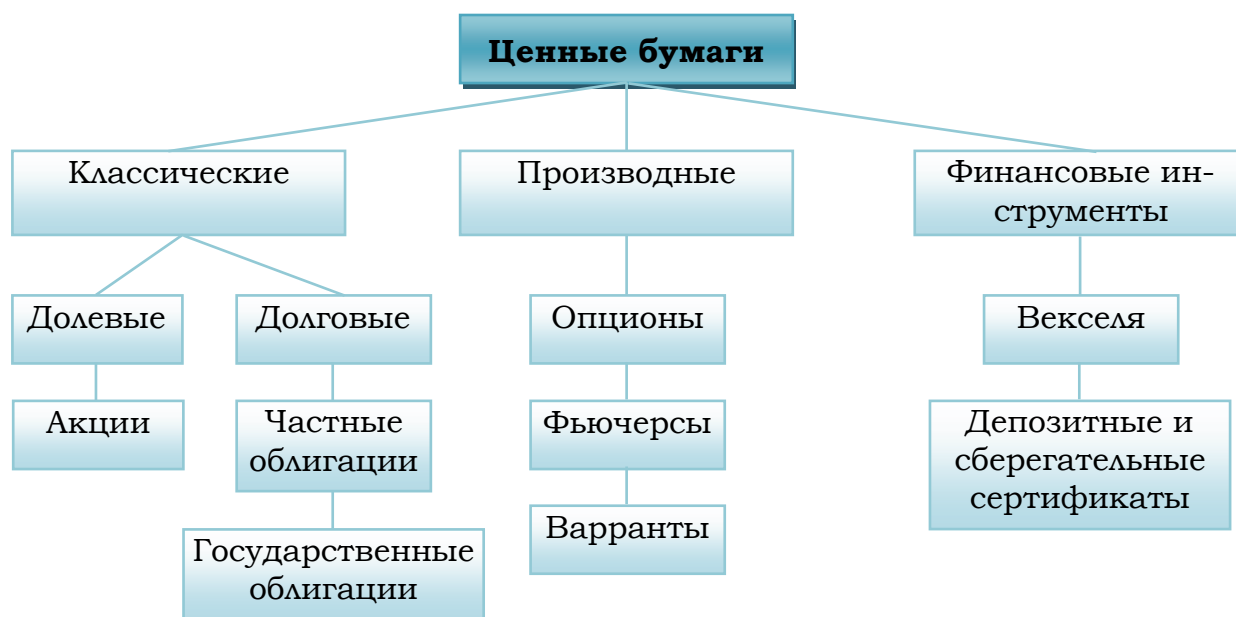 Ценные бумаги
Классические
Производные
Финансовые ин-
струменты
Долевые
Долговые
Опционы
Векселя
Акции
Частные
облигации
Фьючерсы
Депозитные и
сберегательные
сертификаты
Государственные
облигации
Варранты